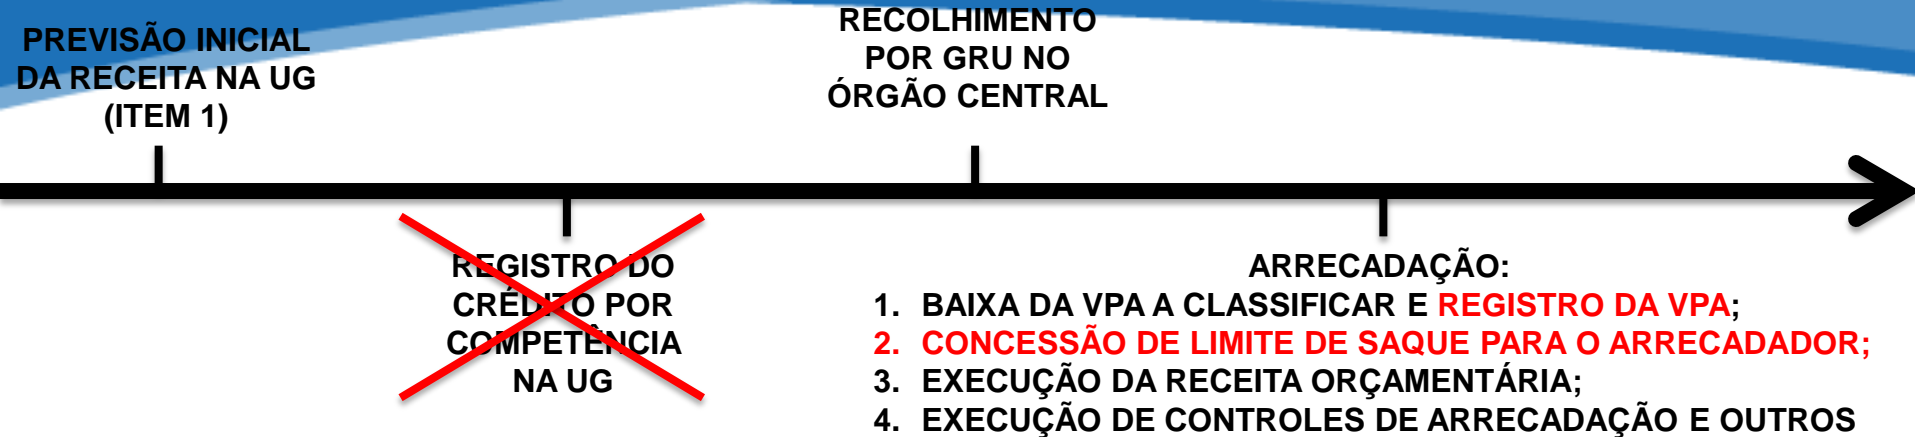 PREVISÃO INICIAL
DA RECEITA NA UG
(ITEM 1)
RECOLHIMENTO
POR GRU NO
ÓRGÃO CENTRAL
REGISTRO DO
CRÉDITO POR
COMPETÊNCIA
NA UG
ARRECADAÇÃO:
1. BAIXA DA VPA A CLASSIFICAR E REGISTRO DA VPA;
2. CONCESSÃO DE LIMITE DE SAQUE PARA O ARRECADADOR;
3. EXECUÇÃO DA RECEITA ORÇAMENTÁRIA;
4. EXECUÇÃO DE CONTROLES DE ARRECADAÇÃO E OUTROS